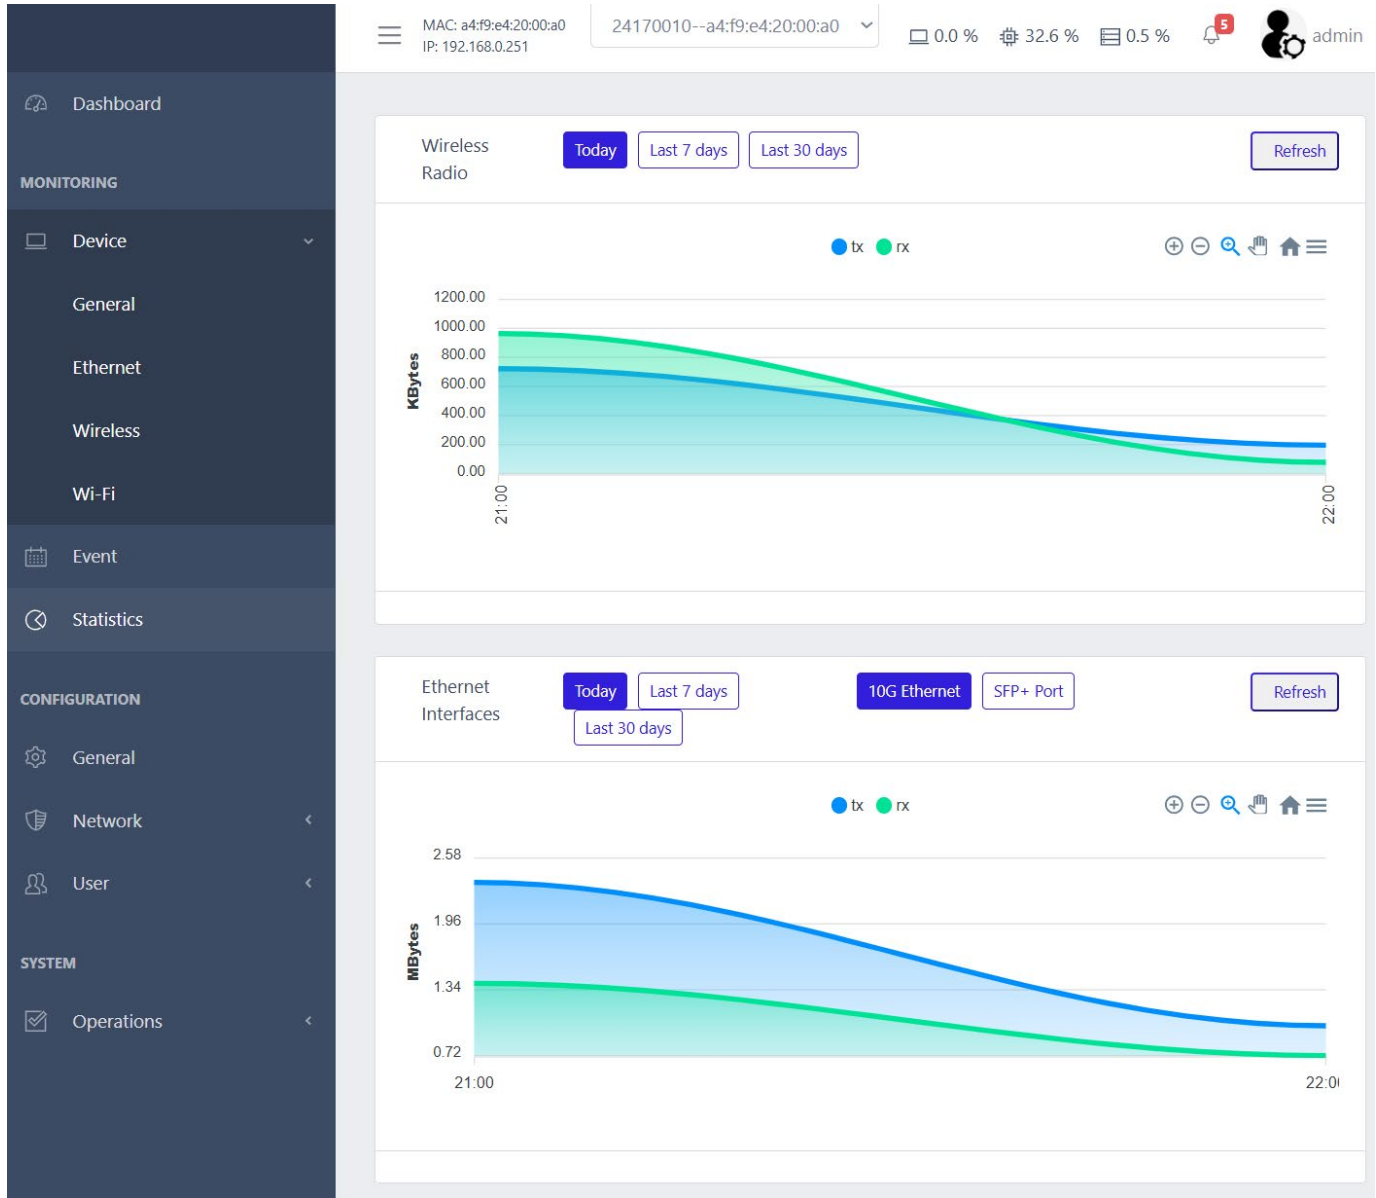 MAC: a4:f9:e4:20:00:a0
IP: 192.168.0.251
24170010--a4:f9:e4:20:00:a0
0.0 %
32.6 %
0.5 %
5
admin
Dashboard
MONITORING
Device
General
Ethernet
Wireless
Wi-Fi
Event
Statistics
CONFIGURATION
General
Network
User
SYSTEM
Operations
Wireless
Radio
Today
Last 7 days
Last 30 days
Refresh
tx
rx
1200.00
1000.00
800.00
600.00
400.00
200.00
0.00
KBytes
21:00
22:00
Ethernet
Interfaces
Today
Last 7 days
Last 30 days
10G Ethernet
SFP+ Port
Refresh
tx
rx
2.58
1.96
1.34
0.72
MBytes
21:00
22:0